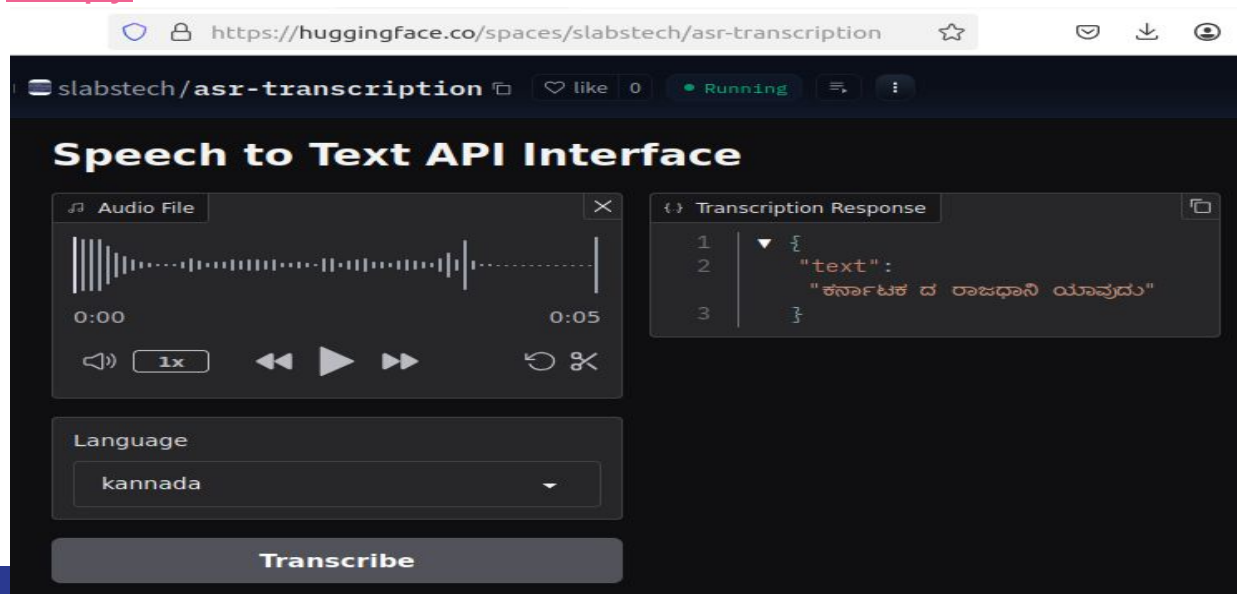 https://huggingface.co/spaces/slabstech/asr-transcription
slabstech/asr-transcription like 0 Running
Speech to Text API Interface
Audio File
0:00 0:05
1x
Language
kannada
Transcribe
Transcription Response
1 {
2 "text":
"ಕರ್ನಾಟಕ ದ ರಾಜಧಾನಿ ಯಾವುದು"
3 }